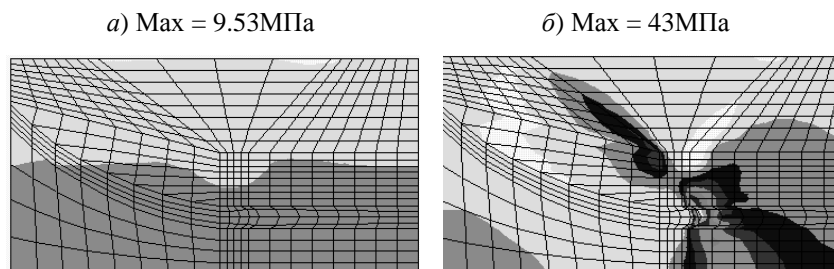 а) Max = 9.53МПа
б) Max = 43МПа